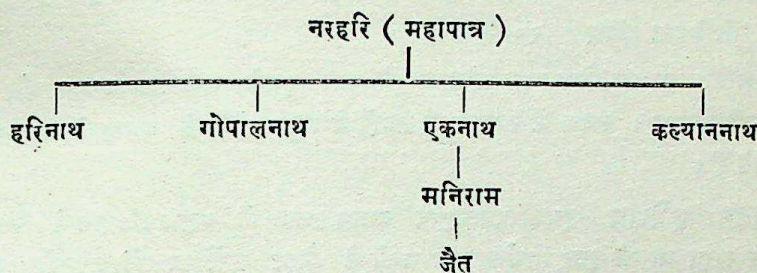 नरहरि ( महापात्र )
हरिनाथ गोपालनाथ एकनाथ कल्याननाथ
मनिराम
जैत